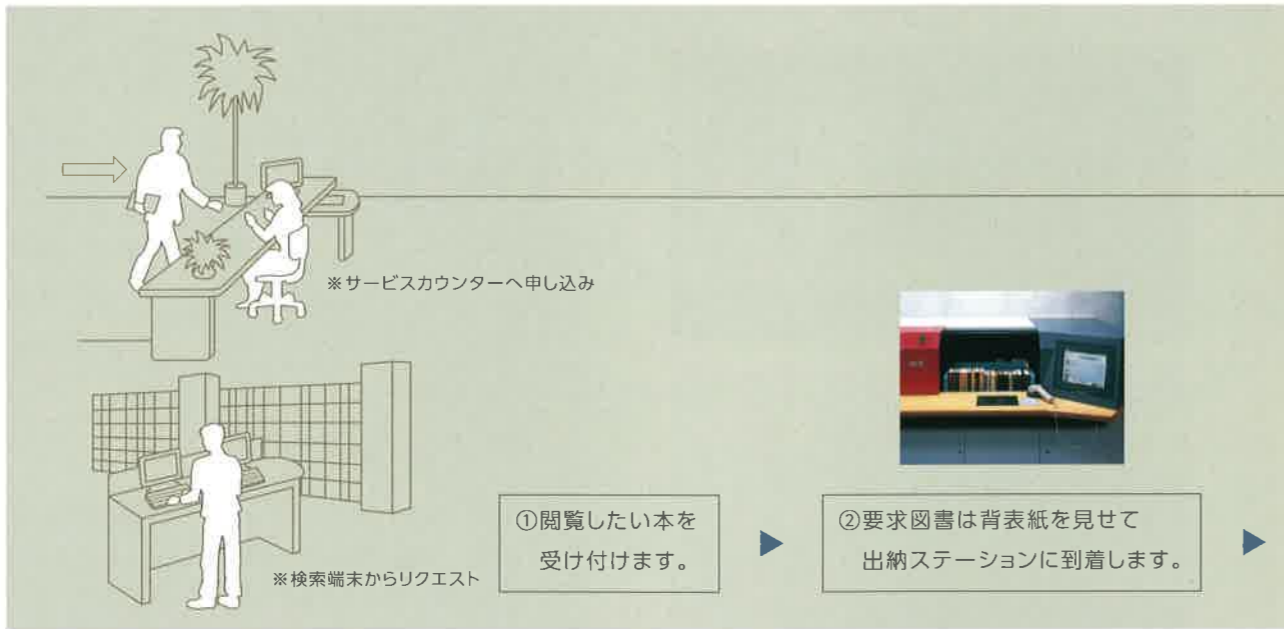 ※サービスカウンターへ申し込み
※検索端末からリクエスト
①閲覧したい本を
受け付けます。
②要求図書は背表紙を見せて
出納ステーションに到着します。